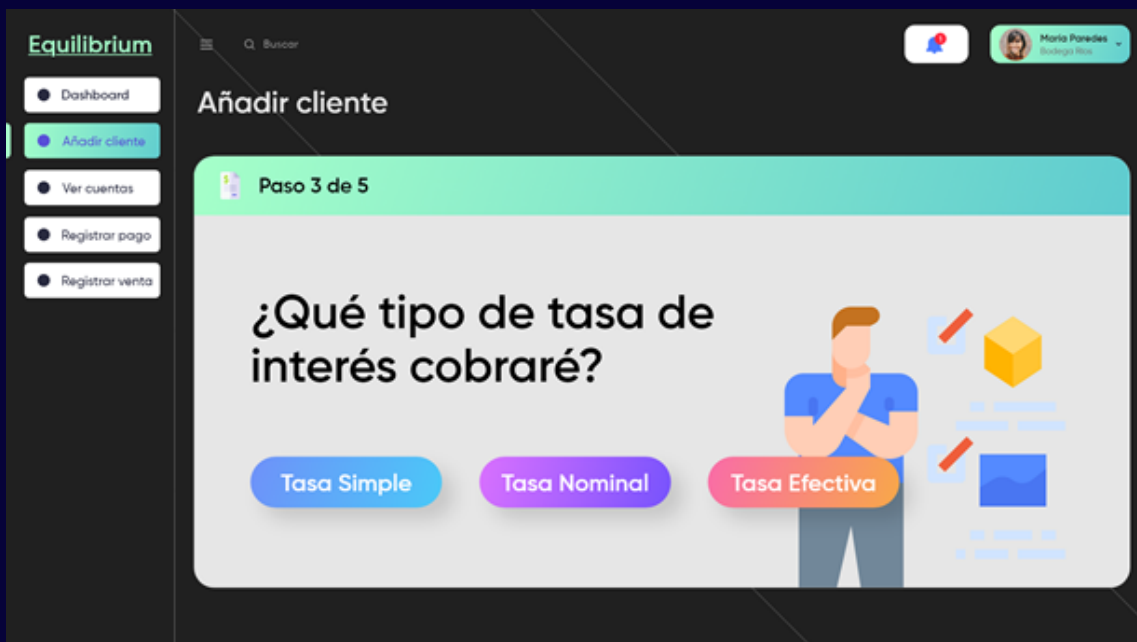 Equilibrium
Buscar
1
Maria Paredes
Bodega Rios
Dashboard
Añadir cliente
Ver cuentas
Registrar pago
Registrar venta
Añadir cliente
Paso 3 de 5
¿Qué tipo de tasa de
interés cobraré?
Tasa Simple
Tasa Nominal
Tasa Efectiva